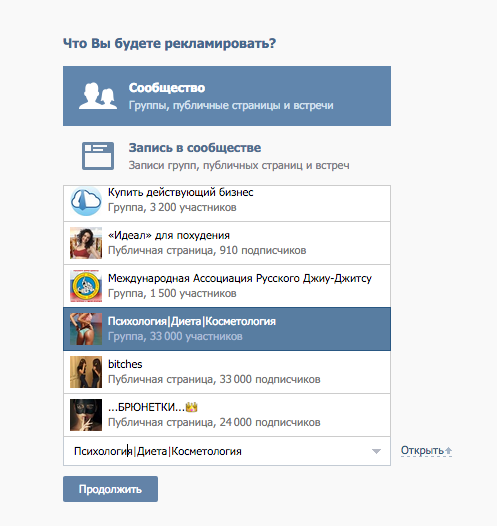 Что Вы будете рекламировать?
Сообщество
Группы, публичные страницы и встречи
Запись в сообществе
Записи групп, публичных страниц и встреч
Купить действующий бизнес
Группа, 3 200 участников
«Идеал» для похудения
Публичная страница, 910 подписчиков
Международная Ассоциация Русского Джиу-Джитсу
Группа, 1 500 участников
Психология|Диета|Косметология
Группа, 33 000 участников
bitches
Публичная страница, 33 000 подписчиков
...БРЮНЕТКИ...👑
Публичная страница, 24 000 подписчиков
Психология|Диета|Косметология
Открыть
Продолжить